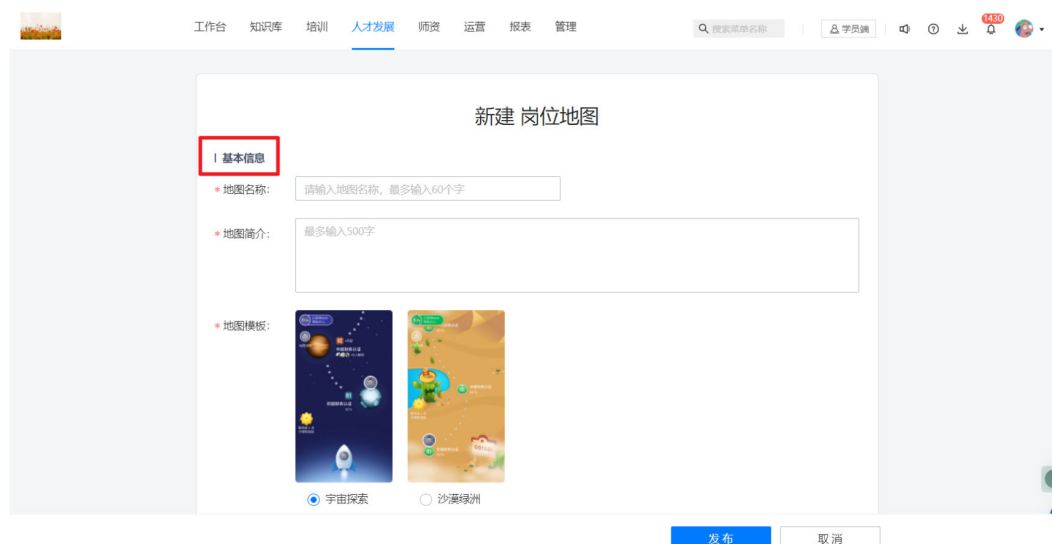 工作台 知识库 培训 人才发展 师资 运营 报表 管理 搜索菜单名称 学员端 1430
新建 岗位地图
基本信息
* 地图名称: 请输入地图名称, 最多输入60个字
* 地图简介: 最多输入500字
* 地图模板:
宇宙探索 沙漠绿洲
发布 取消